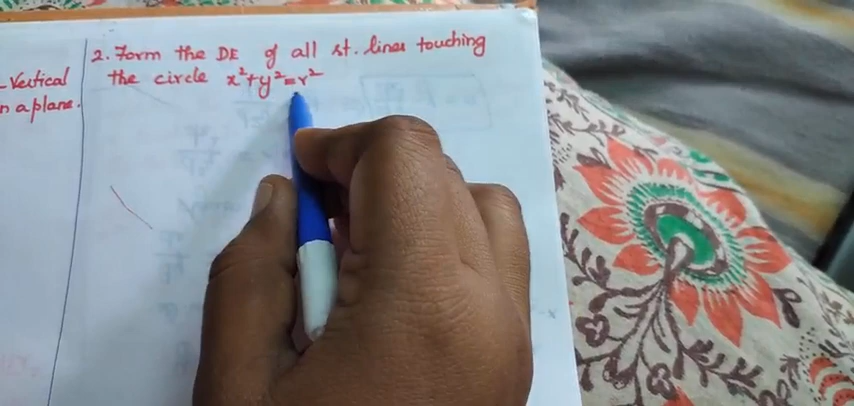 2. Form the DE of all st. lines touching
the circle x²+y²=r²
-Vertical
n a plane.